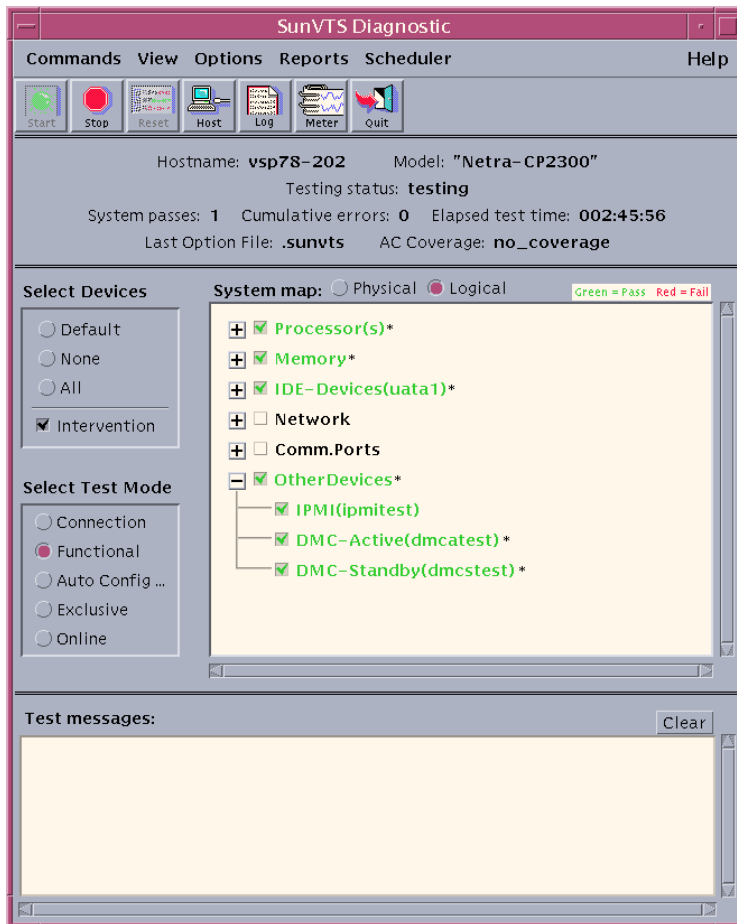 SunVTS Diagnostic
Commands View Options Reports Scheduler Help
Start Stop Reset Host Log Meter Quit
Hostname: vsp78-202 Model: "Netra-CP2300"
Testing status: testing
System passes: 1 Cumulative errors: 0 Elapsed test time: 002:45:56
Last Option File: .sunvts AC Coverage: no_coverage
Select Devices
Default
None
All
Intervention
Select Test Mode
Connection
Functional
Auto Config ...
Exclusive
Online
System map: Physical Logical Green = Pass Red = Fail
Processor(s)*
Memory*
IDE-Devices(uata1)*
Network
Comm.Ports
OtherDevices*
IPMI(ipmitest)
DMC-Active(dmcatest)*
DMC-Standby(dmcstest)*
Test messages: Clear